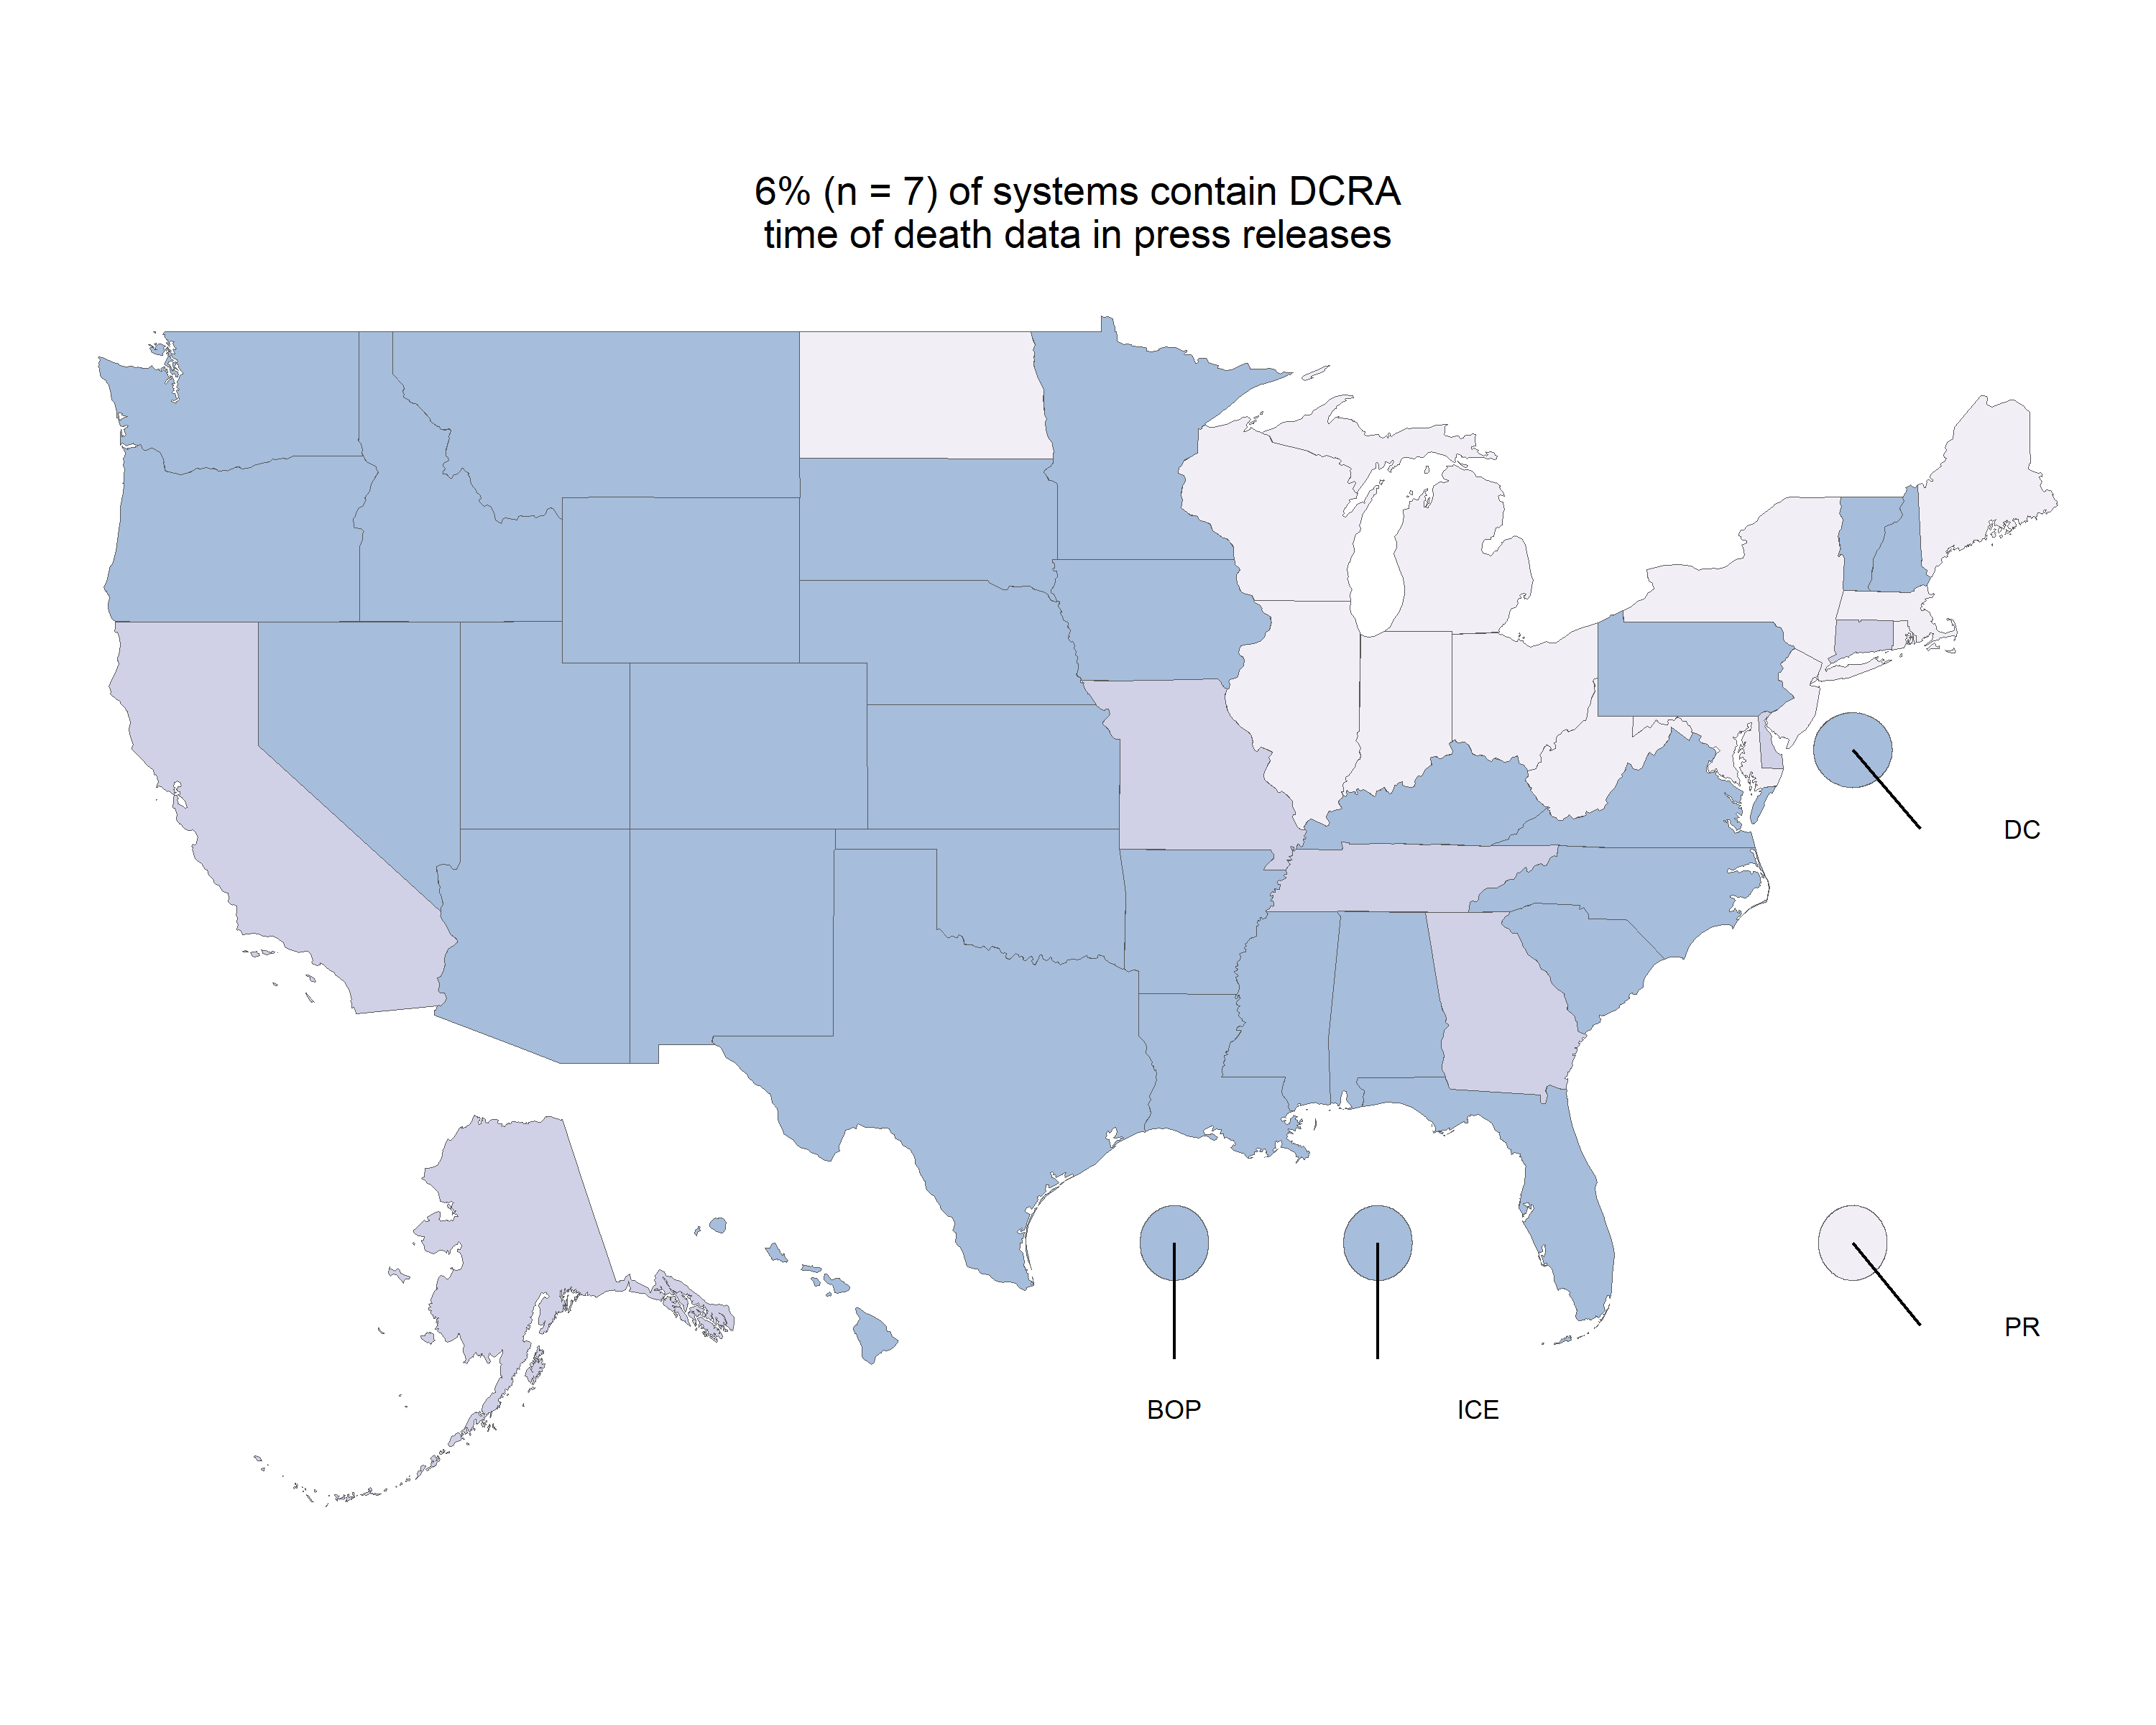 6% (n = 7) of systems contain DCRA
time of death data in press releases
DC
PR
BOP
ICE